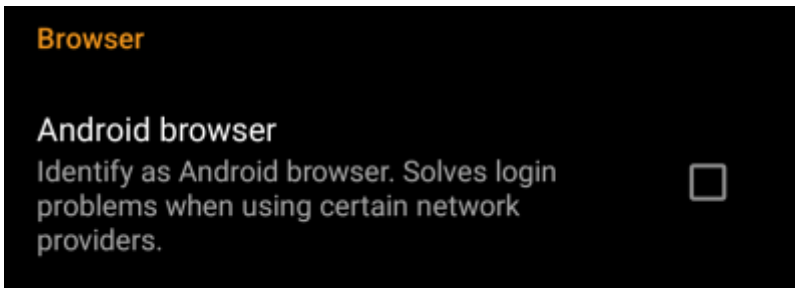 Browser
Android browser
Identify as Android browser. Solves login
problems when using certain network
providers.